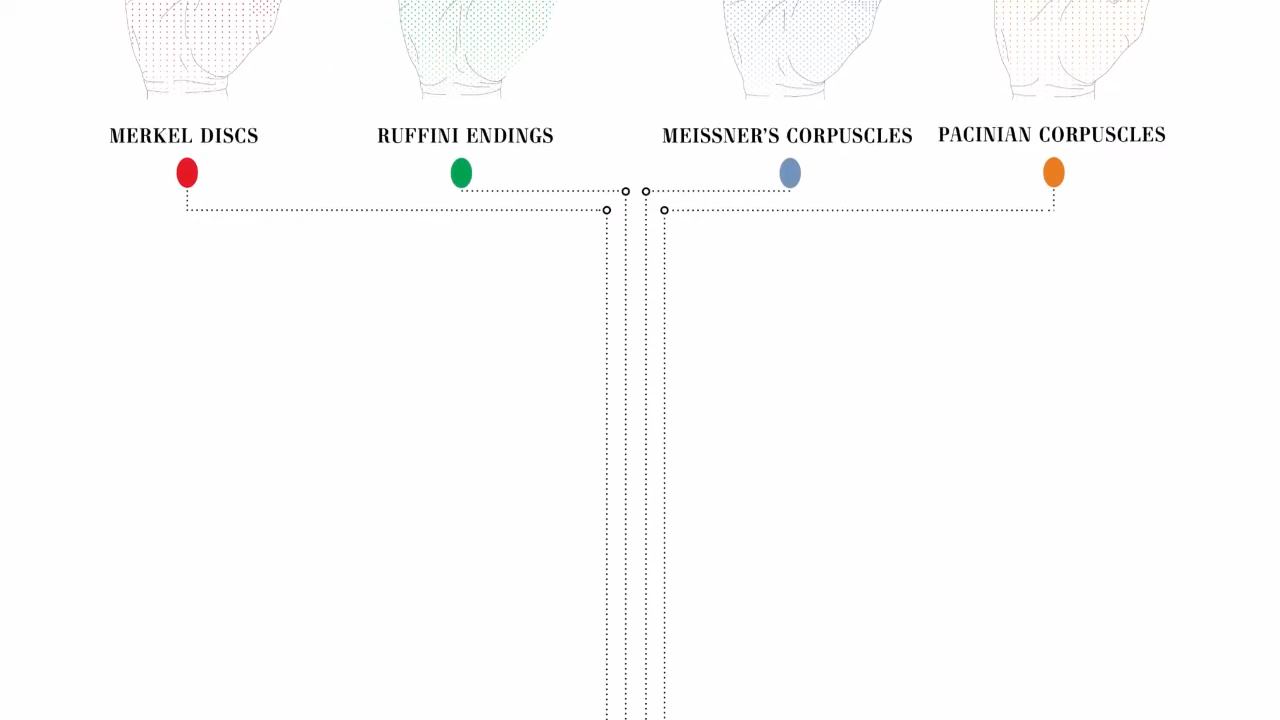 MERKEL DISCS
RUFFINI ENDINGS
MEISSNER'S CORPUSCLES
PACINIAN CORPUSCLES